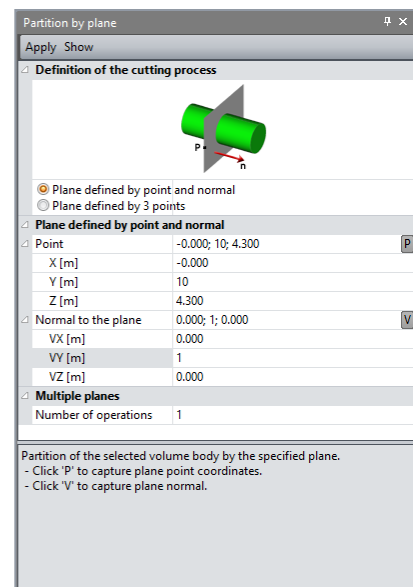 Partition by plane
Apply Show
Definition of the cutting process
P
n
Plane defined by point and normal
Plane defined by 3 points
Plane defined by point and normal
Point -0.000; 10; 4.300 P
X [m] -0.000
Y [m] 10
Z [m] 4.300
Normal to the plane 0.000; 1; 0.000 V
VX [m] 0.000
VY [m] 1
VZ [m] 0.000
Multiple planes
Number of operations 1
Partition of the selected volume body by the specified plane.
- Click 'P' to capture plane point coordinates.
- Click 'V' to capture plane normal.